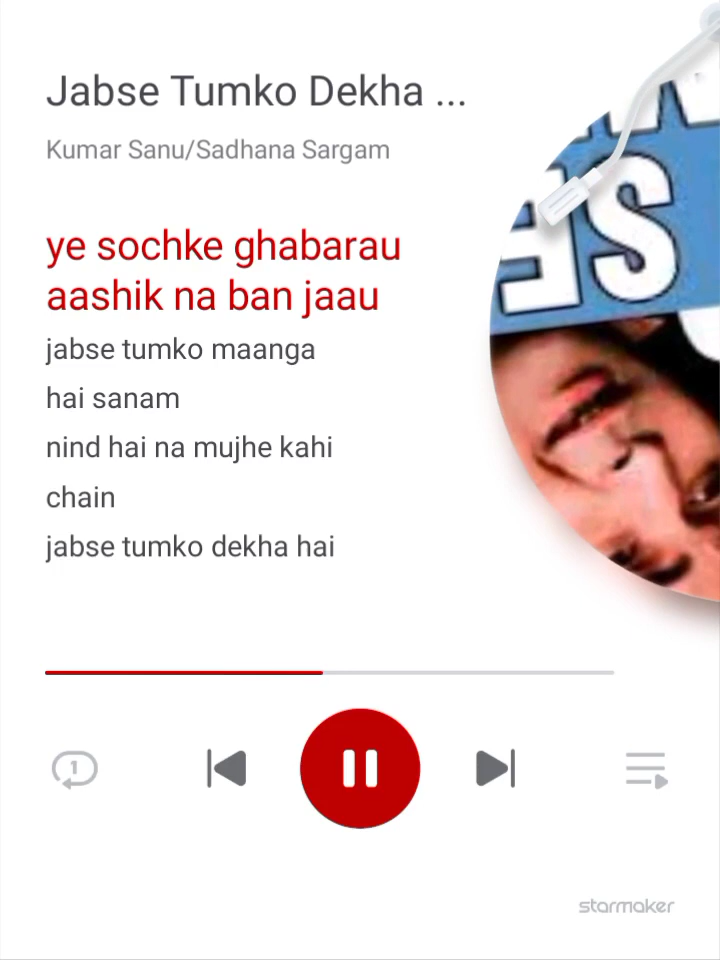 Jabse Tumko Dekha ...
Kumar Sanu/Sadhana Sargam
ye sochke ghabarau
aashik na ban jaau
jabse tumko maanga
hai sanam
nind hai na mujhe kahi
chain
jabse tumko dekha hai
1
starmaker